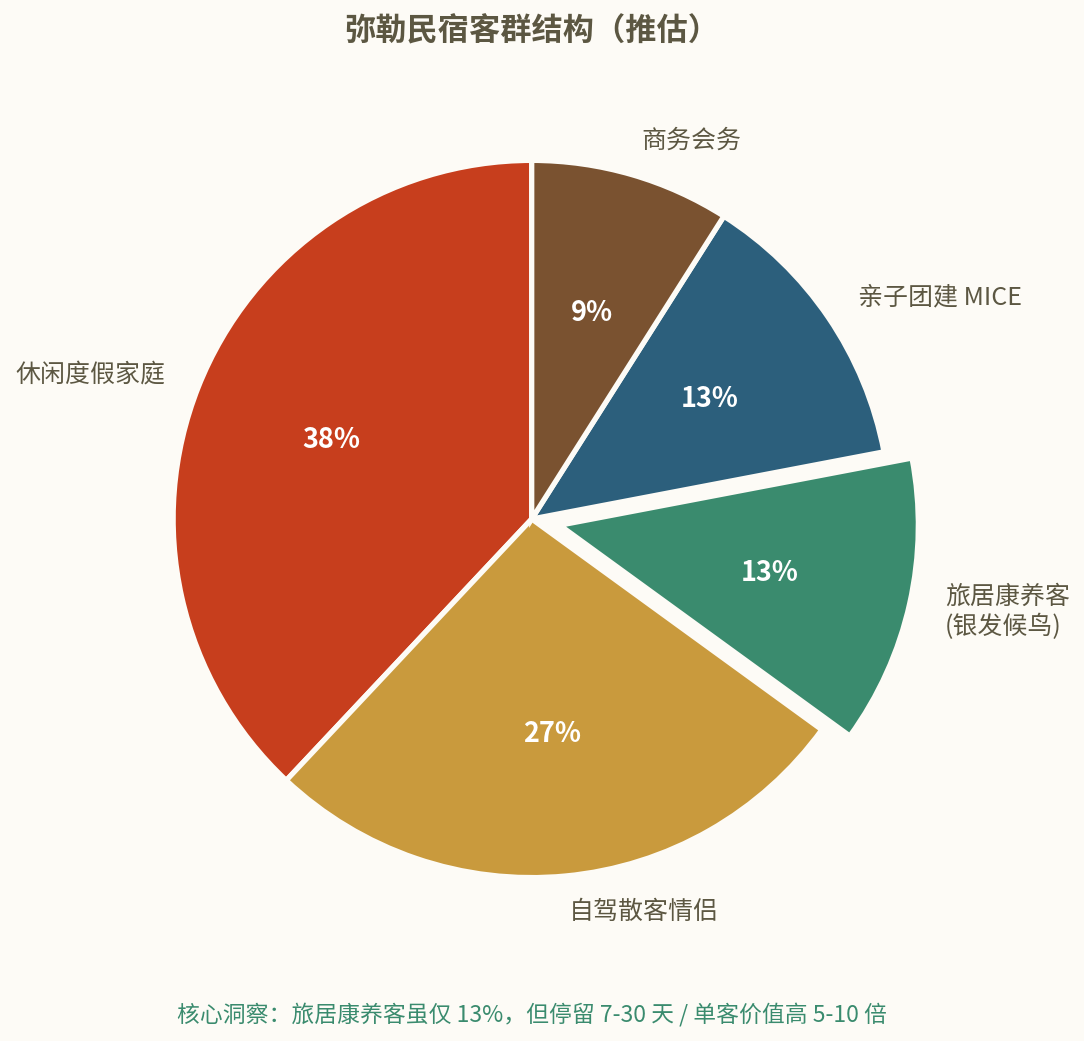 弥勒民宿客群结构（推估）
商务会务
9%
亲子团建 MICE
13%
休闲度假家庭
38%
13%
旅居康养客
(银发候鸟)
27%
自驾散客情侣
核心洞察：旅居康养客虽仅 13%，但停留 7-30 天 / 单客价值高 5-10 倍